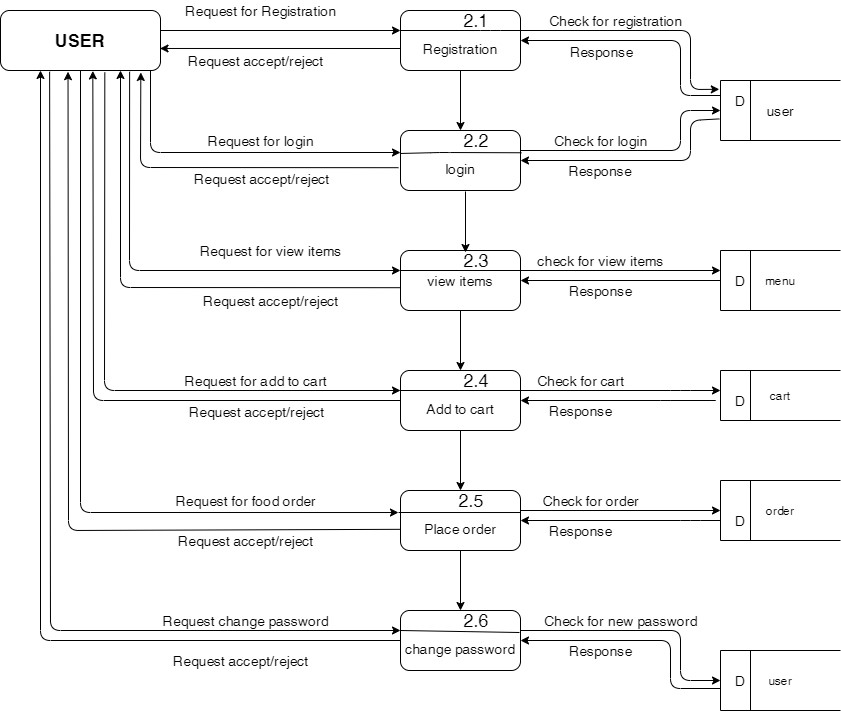 Request for Registration
2.1
Check for registration
USER
Registration
Response
Request accept/reject
D
user
Request for login
2.2
Check for login
login
Response
Request accept/reject
Request for view items
2.3
check for view items
view items
Response
D
menu
Request accept/reject
Request for add to cart
2.4
Check for cart
D
cart
Request accept/reject
Add to cart
Response
Request for food order
2.5
Check for order
D
order
Place order
Response
Request accept/reject
Request change password
2.6
Check for new password
change password
Response
Request accept/reject
D
user